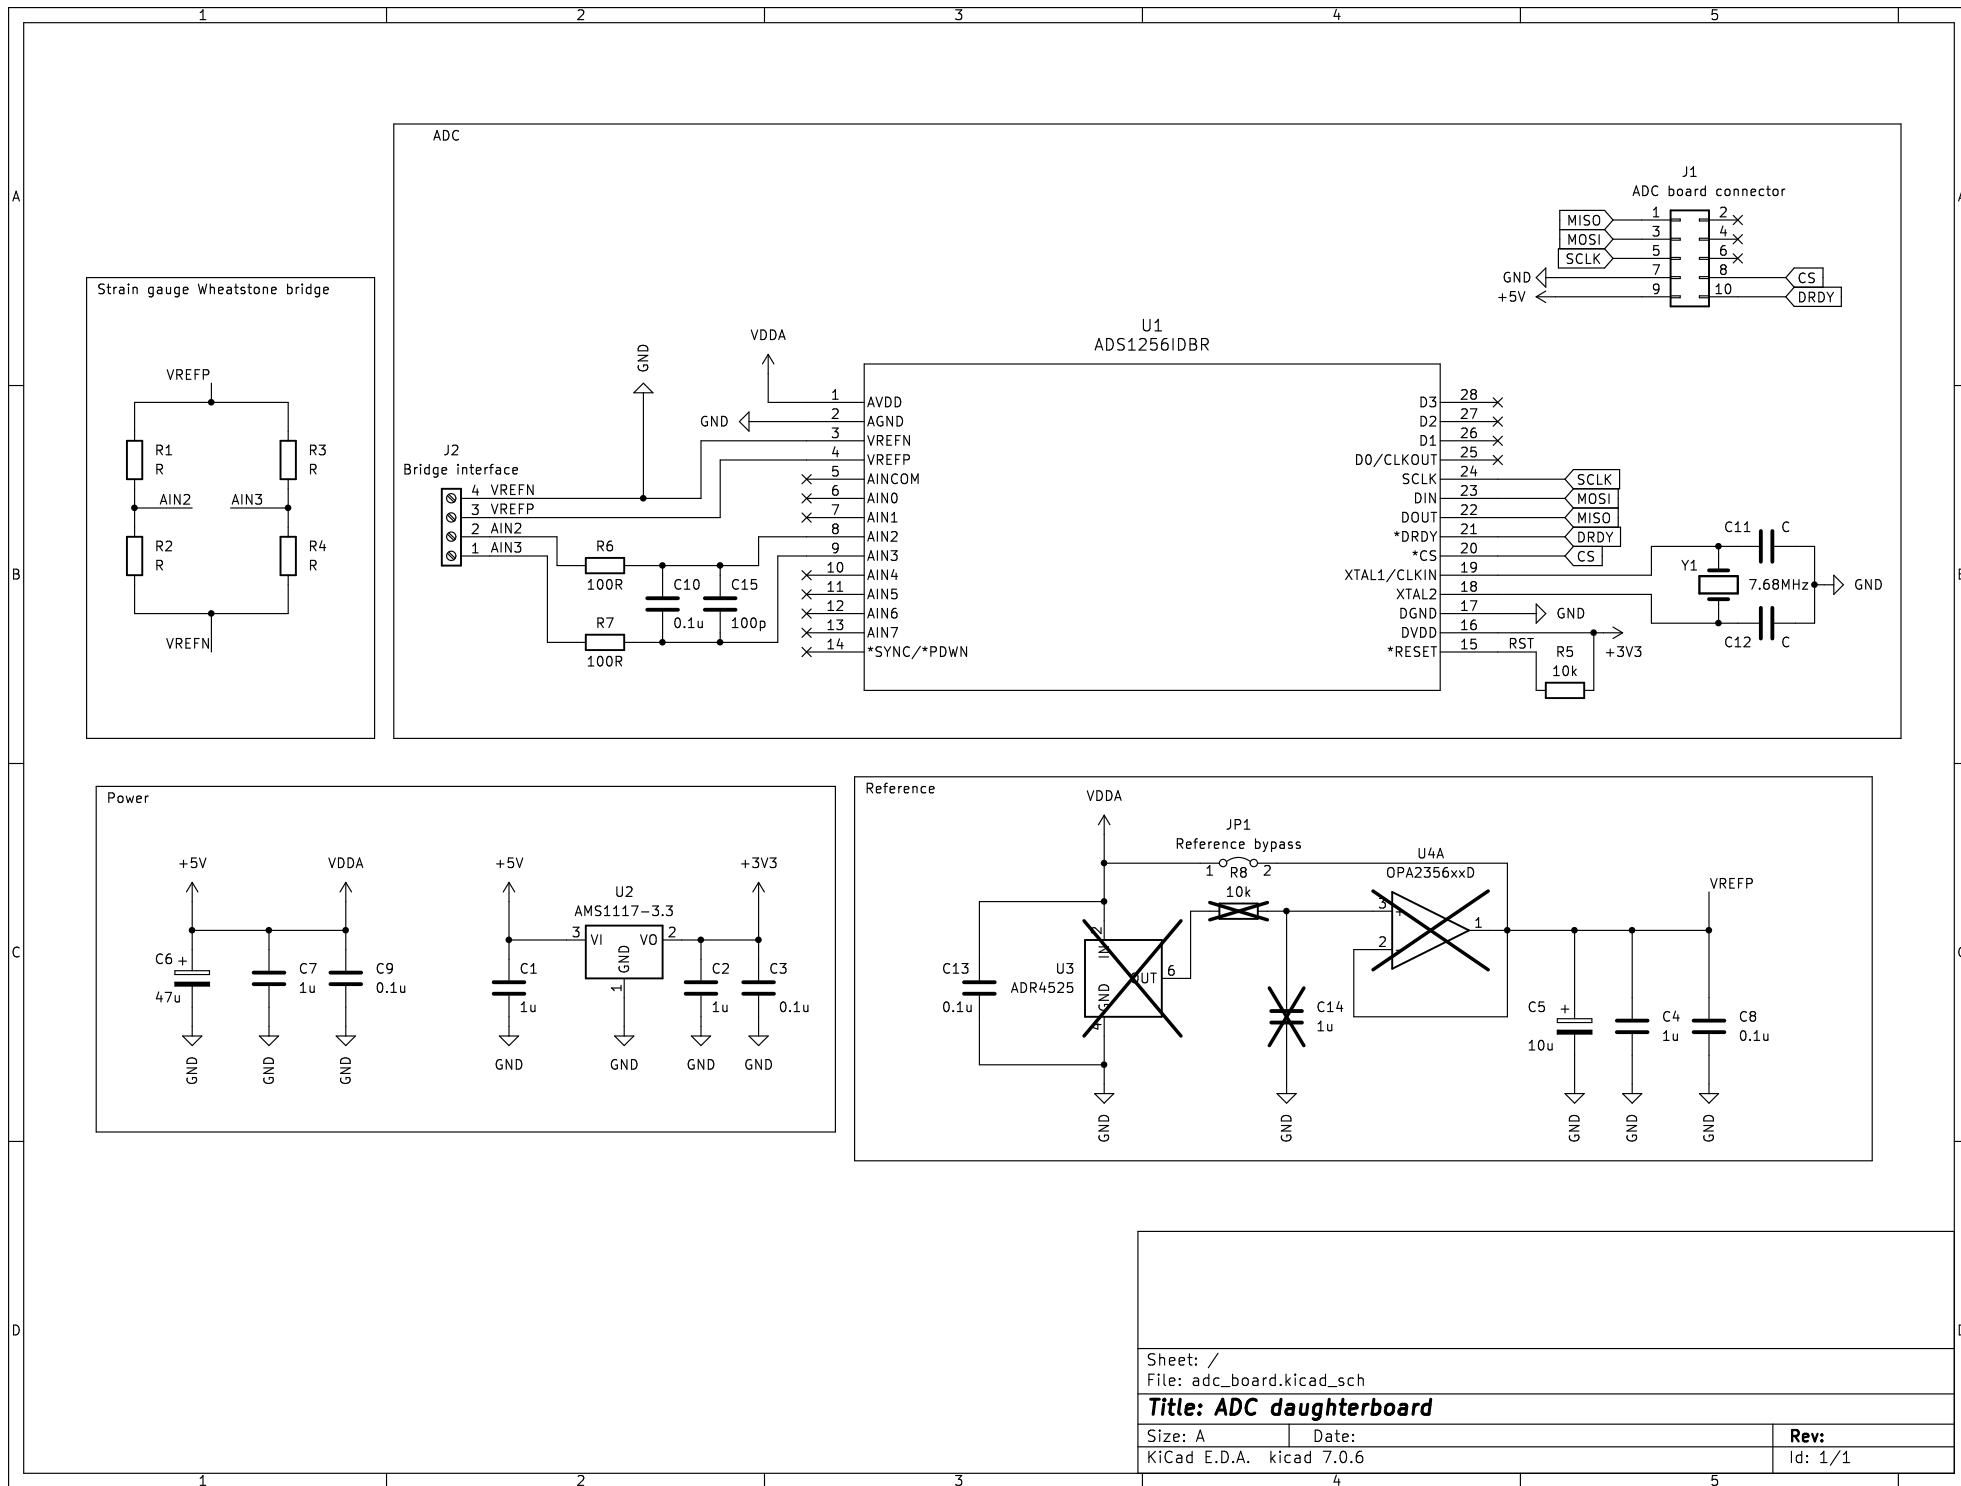 1 2 3 4 5
A
B
C
D
ADC
J1
ADC board connector
MISO 1 2
MOSI 3 4
SCLK 5 6
GND 7 8 CS
+5V 9 10 DRDY
Strain gauge Wheatstone bridge
VREFP
R1
R
R3
R
AIN2 AIN3
R2
R
R4
R
VREFN
VDDA
GND
GND
J2
Bridge interface
4 VREFN
3 VREFP
2 AIN2
1 AIN3
R6
100R
C10
0.1u
C15
100p
R7
100R
U1
ADS1256IDBR
1 AVDD
2 AGND
3 VREFN
4 VREFP
5 AINCOM
6 AIN0
7 AIN1
8 AIN2
9 AIN3
10 AIN4
11 AIN5
12 AIN6
13 AIN7
14 *SYNC/*PDWN
D3 28
D2 27
D1 26
D0/CLKOUT 25
SCLK 24 SCLK
DIN 23 MOSI
DOUT 22 MISO
*DRDY 21 DRDY
*CS 20 CS
XTAL1/CLKIN 19
XTAL2 18
DGND 17 GND
DVDD 16
*RESET 15 RST
R5
10k
+3V3
C11 C
Y1
7.68MHz
GND
C12 C
Power
+5V
VDDA
C6 +
47u
C7
1u
C9
0.1u
GND
GND
GND
+5V
+3V3
U2
AMS1117-3.3
3 VI VO 2
GND
1
C1
1u
C2
1u
C3
0.1u
GND GND GND GND
Reference
VDDA
JP1
Reference bypass
1 2
R8
10k
U4A
OPA2356xxD
3 +
2
1
VREFP
C13
0.1u
U3
ADR4525
IN 2
OUT 6
GND
4
C14
1u
C5 +
10u
C4
1u
C8
0.1u
GND
GND
GND
GND
GND
Sheet: /
File: adc_board.kicad_sch
Title: ADC daughterboard
Size: A Date: Rev:
KiCad E.D.A. kicad 7.0.6 Id: 1/1
1 2 3 4 5